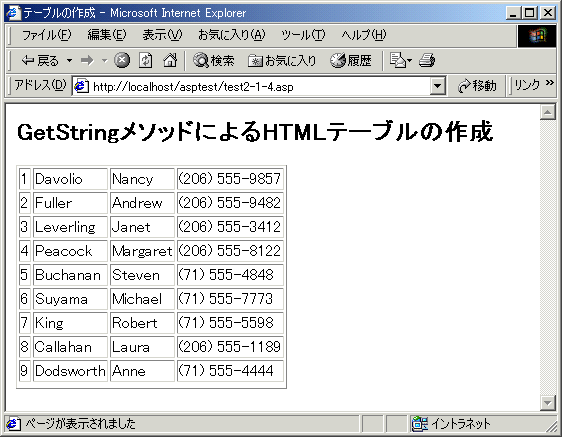 テーブルの作成 - Microsoft Internet Explorer
ファイル(F) 編集(E) 表示(V) お気に入り(A) ツール(T) ヘルプ(H)
戻る 検索 お気に入り 履歴
アドレス(D) http://localhost/asptest/test2-1-4.asp 移動 リンク »
GetStringメソッドによるHTMLテーブルの作成
1 Davolio Nancy (206) 555-9857
2 Fuller Andrew (206) 555-9482
3 Leverling Janet (206) 555-3412
4 Peacock Margaret (206) 555-8122
5 Buchanan Steven (71) 555-4848
6 Suyama Michael (71) 555-7773
7 King Robert (71) 555-5598
8 Callahan Laura (206) 555-1189
9 Dodsworth Anne (71) 555-4444
ページが表示されました イントラネット